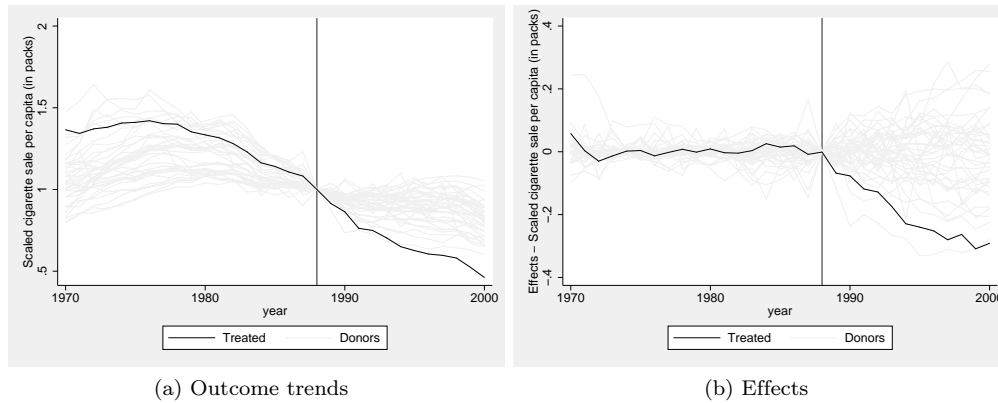 Scaled cigarette sale per capita (in packs)
2
1.5
1
.5
1970
1980
1990
2000
year
Treated
Donors
(a) Outcome trends
Effects − Scaled cigarette sale per capita (in packs)
.4
.2
0
−.2
−.4
1970
1980
1990
2000
year
Treated
Donors
(b) Effects